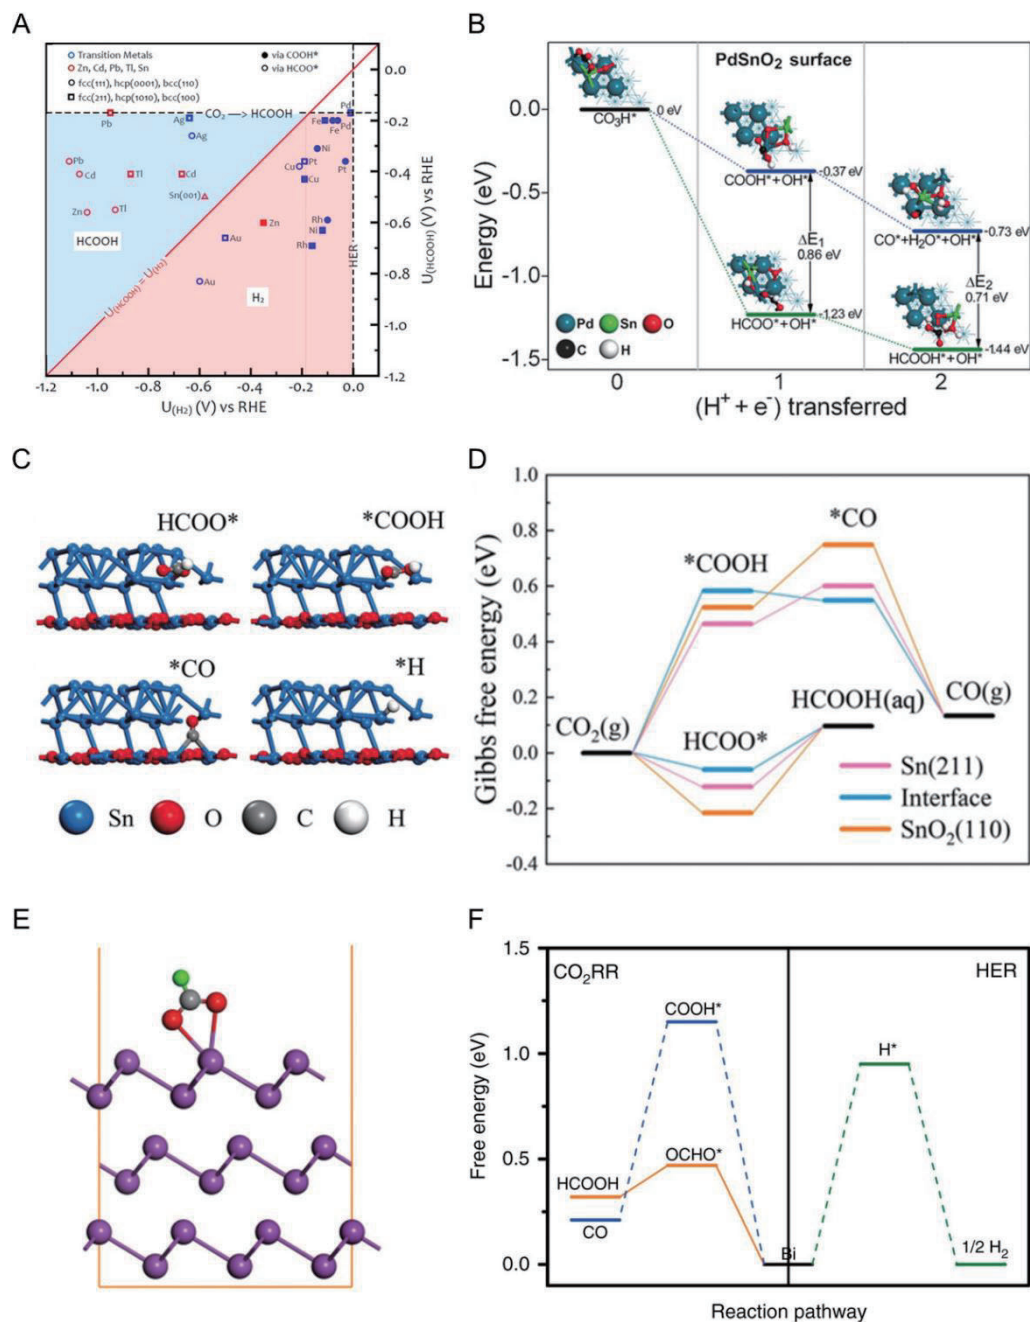 A
Transition Metals
Zn, Cd, Pb, Tl, Sn
fcc(111), hcp(0001), bcc(110)
fcc(211), hcp(1010), bcc(100)
via COOH*
via HCOO*
CO₂ → HCOOH
Pb
Ag
Ag
Pd
Fe
Fe
Pd
Ni
Pb
Cd
Tl
Cd
Cu
Pt
Pt
Cu
Sn(001)
Zn
Tl
Zn
Rh
Ni
Rh
Au
Au
HCOOH
H₂
U(HCOOH) = U(H2)
HER
0.0
-0.2
-0.4
-0.6
-0.8
-1.0
-1.2
U(HCOOH) (V) vs RHE
-1.2
-1.0
-0.8
-0.6
-0.4
-0.2
0.0
U(H2) (V) vs RHE
B
PdSnO₂ surface
Energy (eV)
0.0
-0.5
-1.0
-1.5
0 eV
CO₃H*
-0.37
COOH*+OH*
eV
-0.73 eV
CO*+H₂O*+OH*
ΔE₁
0.86 eV
ΔE₂
0.71 eV
-1.23 eV
HCOO*+OH*
-1.44 eV
HCOOH*+OH*
Pd
Sn
O
C
H
0
1
2
(H⁺ + e⁻) transferred
C
HCOO*
*COOH
*CO
*H
Sn
O
C
H
D
Gibbs free energy (eV)
1.0
0.8
0.6
0.4
0.2
0.0
-0.2
-0.4
*CO
*COOH
HCOOH(aq)
CO(g)
CO₂(g)
HCOO*
Sn(211)
Interface
SnO₂(110)
E
F
CO₂RR
HER
Free energy (eV)
1.5
1.0
0.5
0.0
COOH*
H*
OCHO*
HCOOH
CO
Bi
1/2 H₂
Reaction pathway